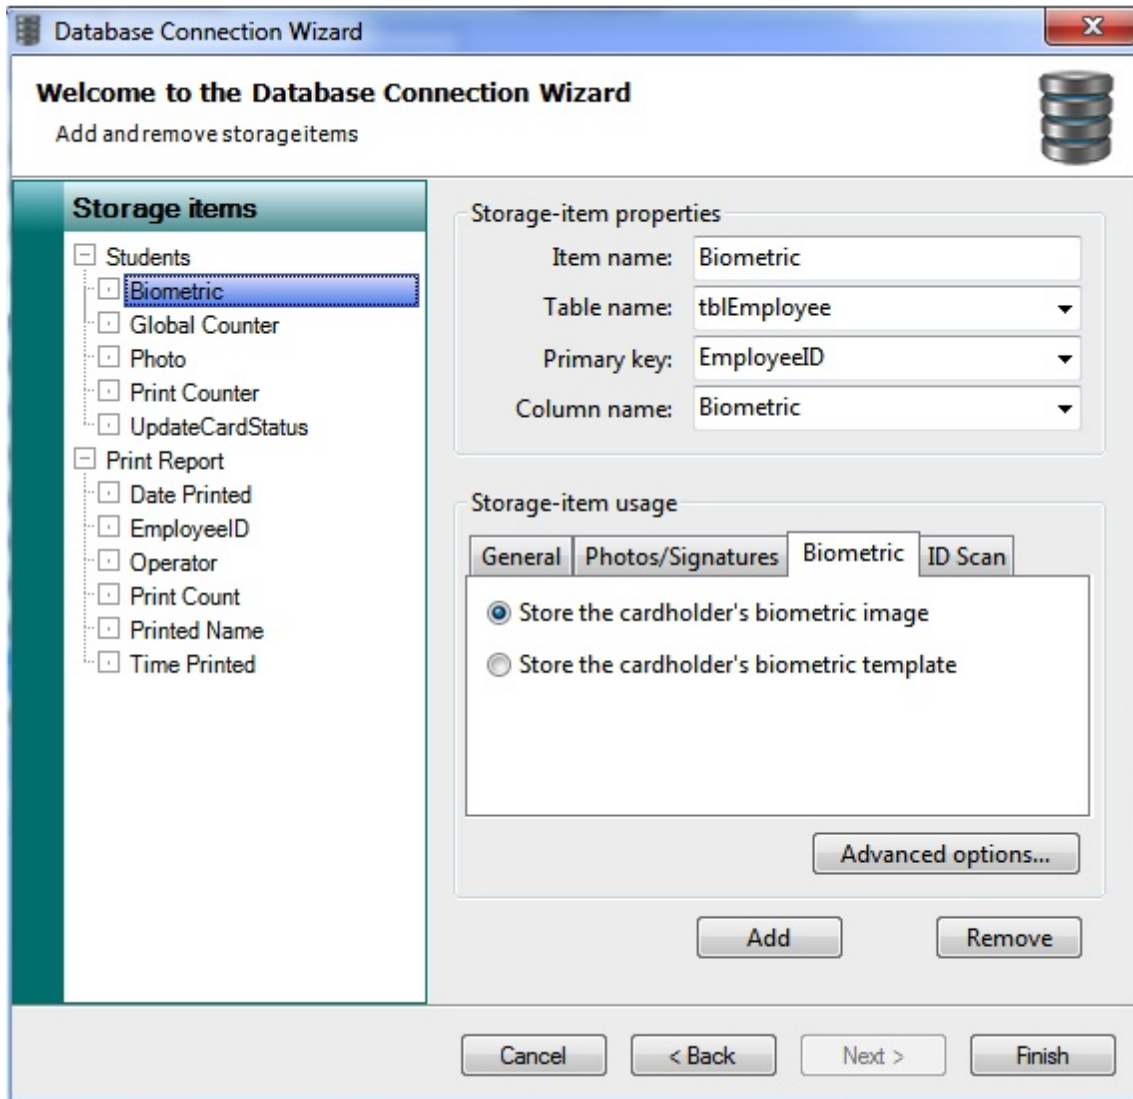 Database Connection Wizard
Welcome to the Database Connection Wizard
Add and remove storage items
Storage items
Students
Biometric
Global Counter
Photo
Print Counter
UpdateCardStatus
Print Report
Date Printed
EmployeeID
Operator
Print Count
Printed Name
Time Printed
Storage-item properties
Item name: Biometric
Table name: tblEmployee
Primary key: EmployeeID
Column name: Biometric
Storage-item usage
General Photos/Signatures Biometric ID Scan
Store the cardholder's biometric image
Store the cardholder's biometric template
Advanced options...
Add Remove
Cancel < Back Next > Finish